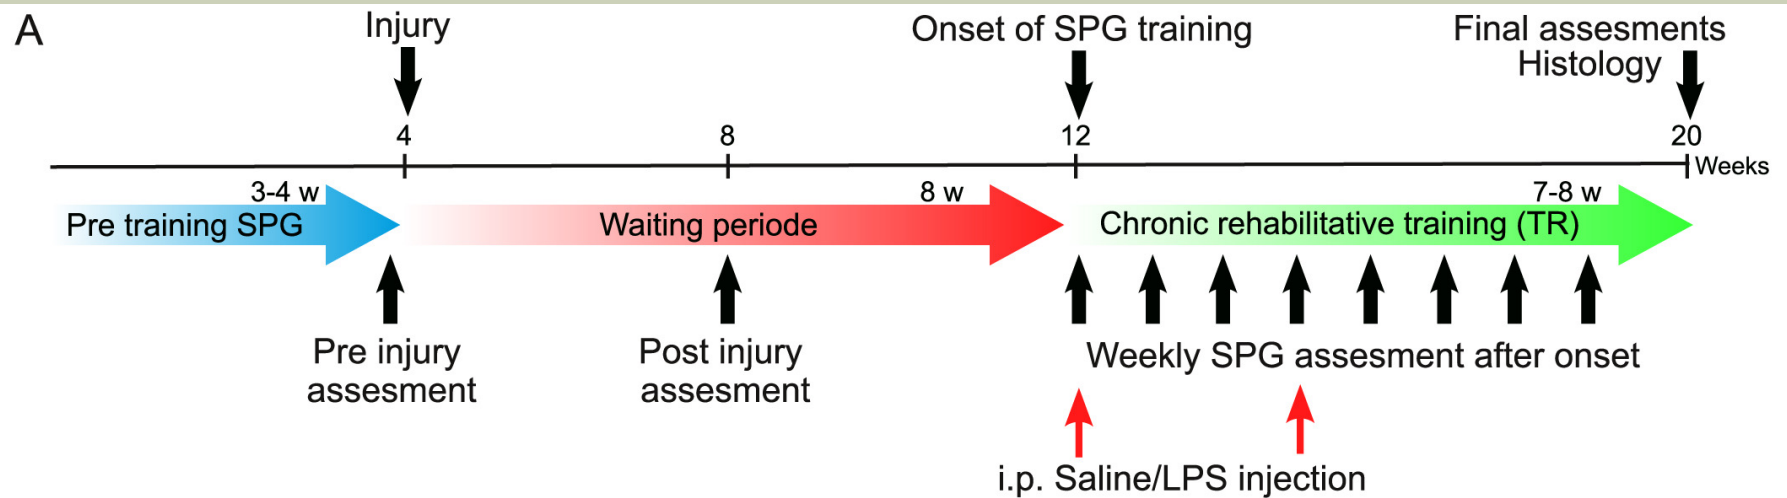 A
Injury
Onset of SPG training
Final assesments
Histology
4
8
12
20
Weeks
3-4 w
8 w
7-8 w
Pre training SPG
Waiting periode
Chronic rehabilitative training (TR)
Pre injury
assesment
Post injury
assesment
Weekly SPG assesment after onset
i.p. Saline/LPS injection